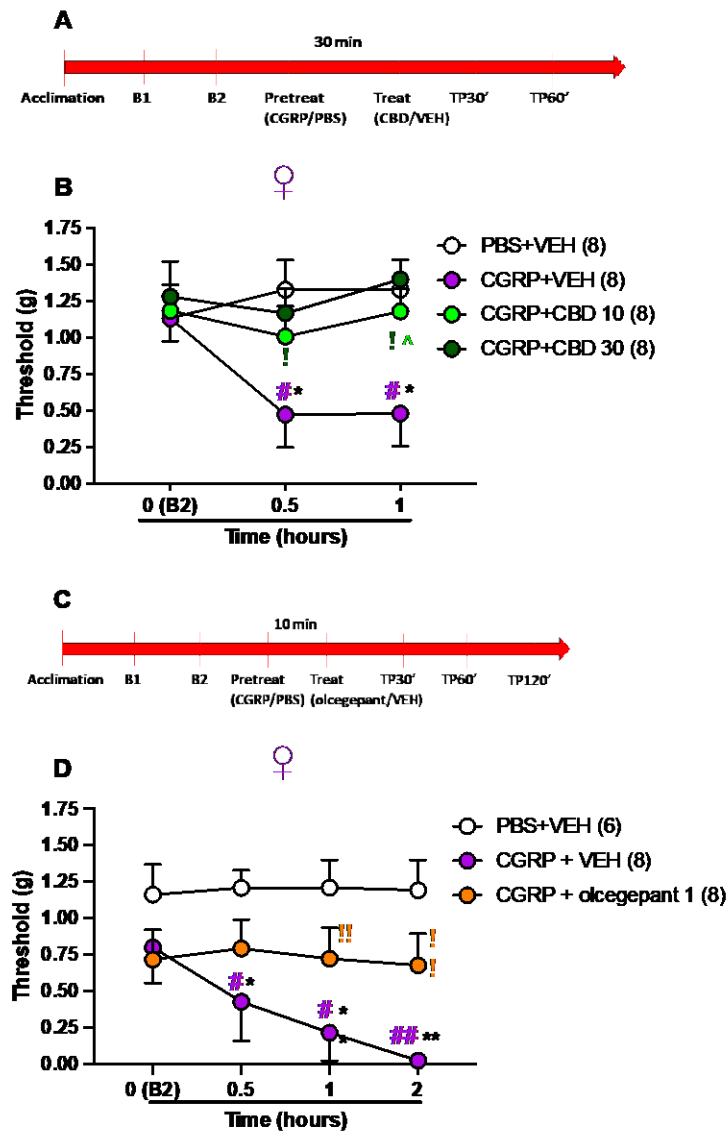 A
30 min
Acclimation B1 B2 Pretreat Treat TP30′ TP60′
(CGRP/PBS) (CBD/VEH)
B
♀
1.75
1.50
1.25
1.00
0.75
0.50
0.25
0.00
Threshold (g)
PBS+VEH (8)
CGRP+VEH (8)
CGRP+CBD 10 (8)
CGRP+CBD 30 (8)
! ^
!
#* #*
0 (B2) 0.5 1
Time (hours)
C
10 min
Acclimation B1 B2 Pretreat Treat TP30′ TP60′ TP120′
(CGRP/PBS) (olcegepant/VEH)
D
♀
1.75
1.50
1.25
1.00
0.75
0.50
0.25
0.00
Threshold (g)
PBS+VEH (6)
CGRP + VEH (8)
CGRP + olcegepant 1 (8)
!! !
!
#*
# *
*
## **
0 (B2) 0.5 1 2
Time (hours)